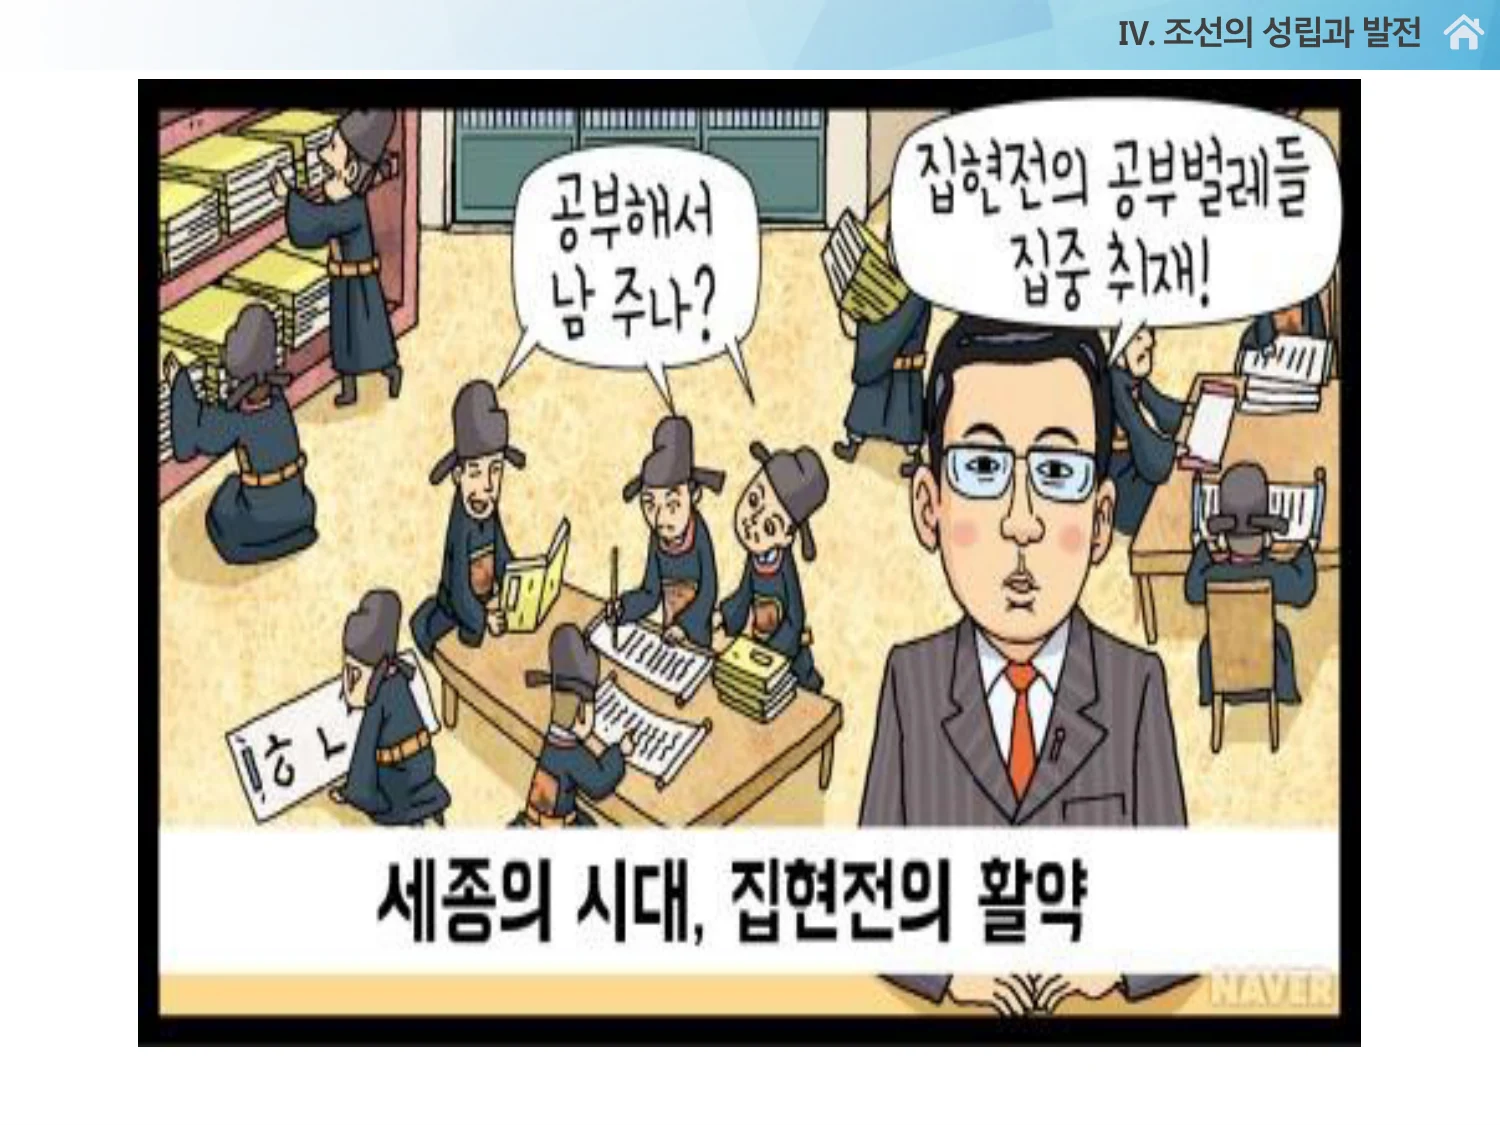 IV. 조선의 성립과 발전
집현전의 공부벌레들
집중 취재!
공부해서
남 주나?
ㅎ ㅏ
세종의 시대, 집현전의 활약
NAVER